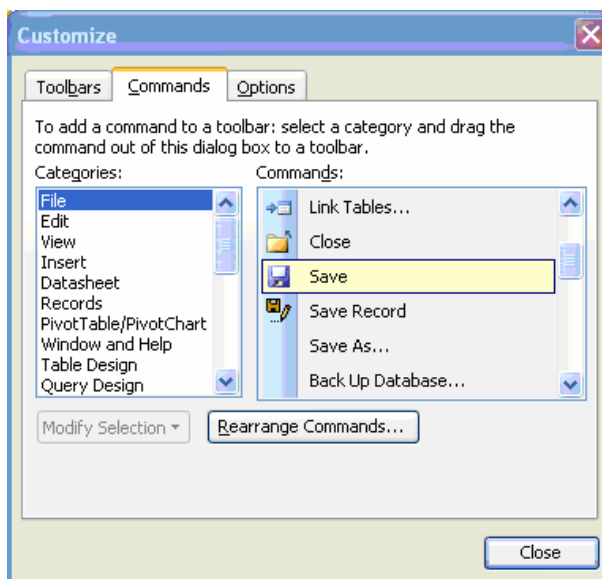 Customize
Toolbars Commands Options
To add a command to a toolbar: select a category and drag the
command out of this dialog box to a toolbar.
Categories: Commands:
File
Edit
View
Insert
Datasheet
Records
PivotTable/PivotChart
Window and Help
Table Design
Query Design
Link Tables...
Close
Save
Save Record
Save As...
Back Up Database...
Modify Selection
Rearrange Commands...
Close